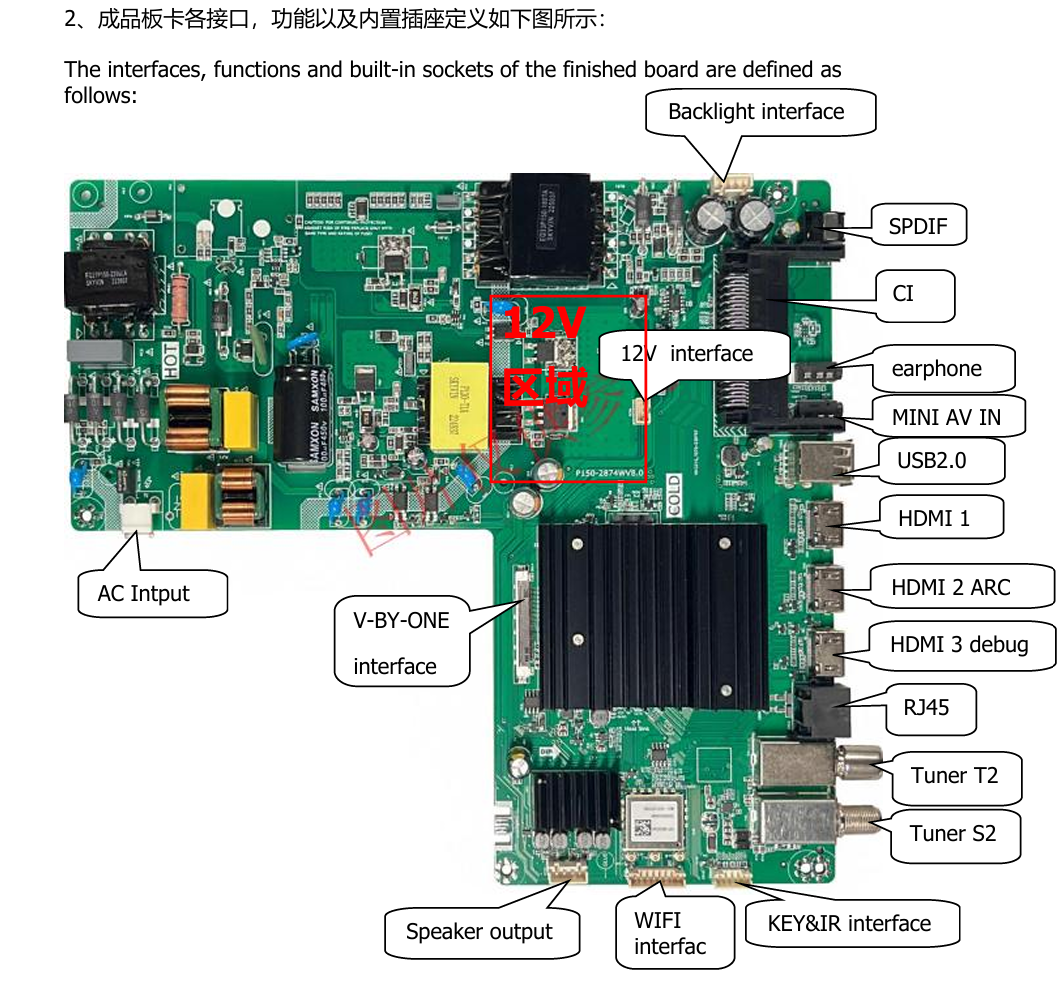 2、成品板卡各接口，功能以及内置插座定义如下图所示：
The interfaces, functions and built-in sockets of the finished board are defined as
follows:
Backlight interface
SPDIF
CI
12V
区域
12V interface
earphone
MINI AV IN
USB2.0
HOT
P150-2874WV8.0
COLD
HDMI 1
AC Intput
HDMI 2 ARC
V-BY-ONE
interface
HDMI 3 debug
RJ45
Tuner T2
Tuner S2
Speaker output
WIFI
interfac
KEY&IR interface